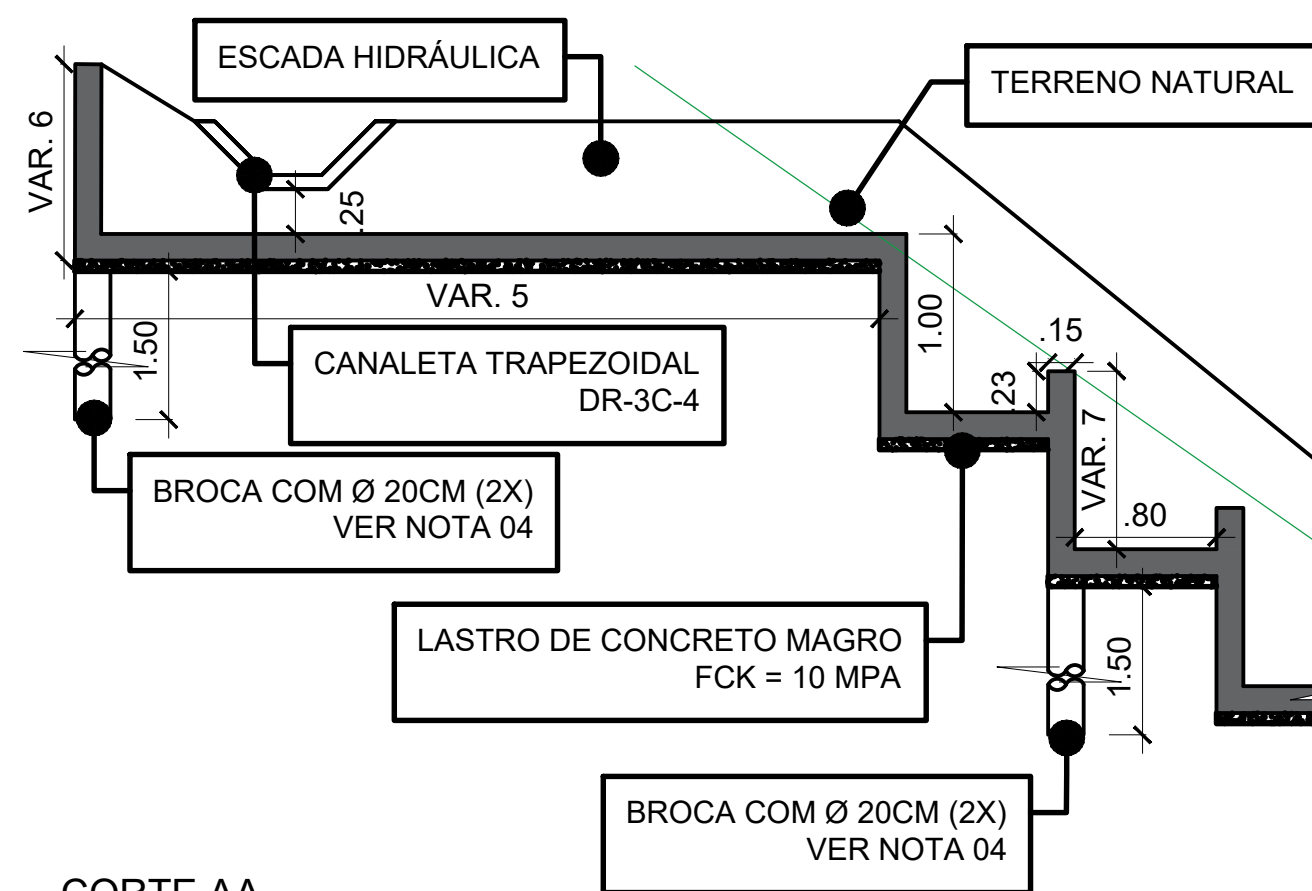 ESCADA HIDRÁULICA
TERRENO NATURAL
VAR. 6
.25
VAR. 5
1.50
1.00
.15
.23
CANALETA TRAPEZOIDAL
DR-3C-4
VAR. 7
.80
BROCA COM Ø 20CM (2X)
VER NOTA 04
LASTRO DE CONCRETO MAGRO
FCK = 10 MPA
1.50
BROCA COM Ø 20CM (2X)
VER NOTA 04
CORTE AA